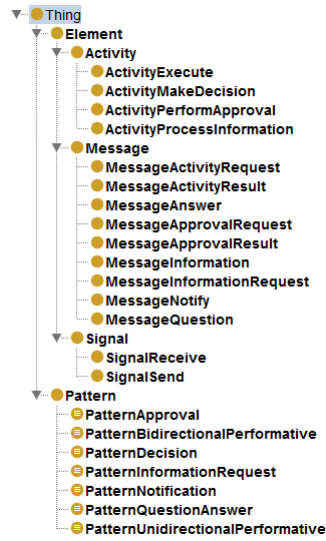 Thing
Element
Activity
ActivityExecute
ActivityMakeDecision
ActivityPerformApproval
ActivityProcessInformation
Message
MessageActivityRequest
MessageActivityResult
MessageAnswer
MessageApprovalRequest
MessageApprovalResult
MessageInformation
MessageInformationRequest
MessageNotify
MessageQuestion
Signal
SignalReceive
SignalSend
Pattern
PatternApproval
PatternBidirectionalPerformative
PatternDecision
PatternInformationRequest
PatternNotification
PatternQuestionAnswer
PatternUnidirectionalPerformative